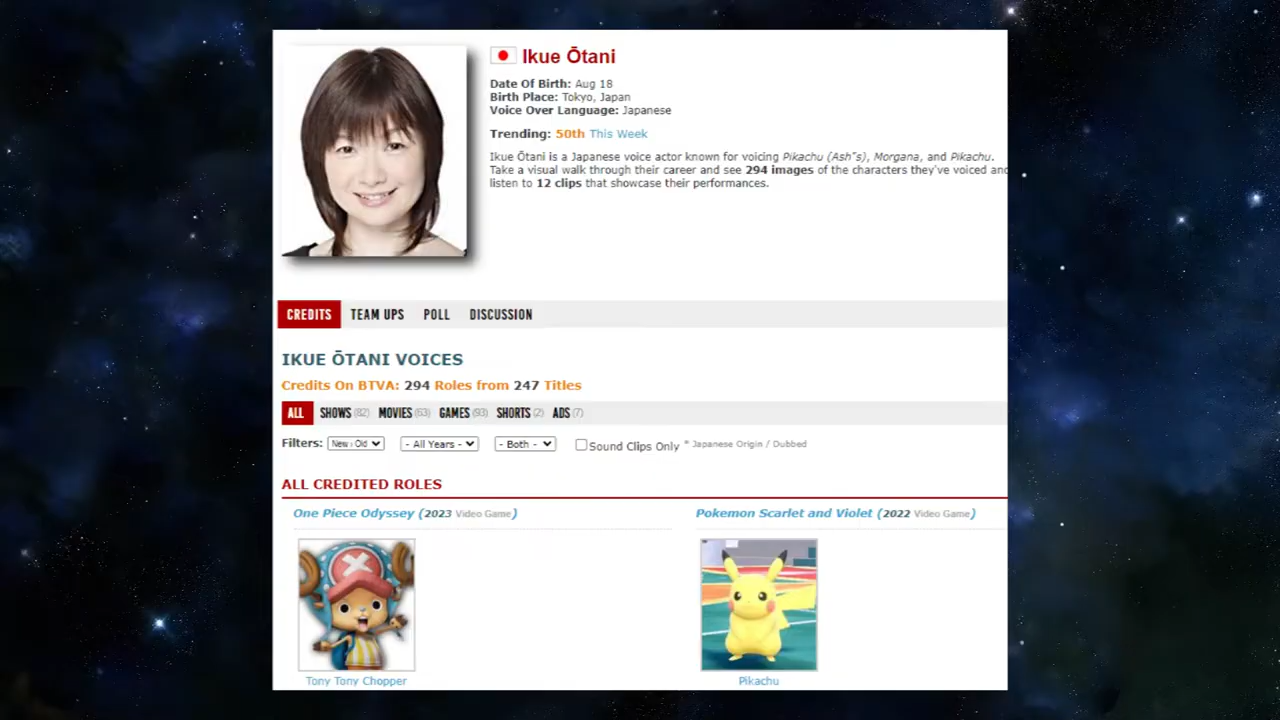 Ikue Ōtani
Date Of Birth: Aug 18
Birth Place: Tokyo, Japan
Voice Over Language: Japanese
Trending: 50th This Week
Ikue Ōtani is a Japanese voice actor known for voicing Pikachu (Ash"s), Morgana, and Pikachu.
Take a visual walk through their career and see 294 images of the characters they've voiced and
listen to 12 clips that showcase their performances.
CREDITS TEAM UPS POLL DISCUSSION
IKUE ŌTANI VOICES
Credits On BTVA: 294 Roles from 247 Titles
ALL SHOWS (82) MOVIES (63) GAMES (93) SHORTS (2) ADS (7)
Filters: New › Old - All Years - - Both - Sound Clips Only * Japanese Origin / Dubbed
ALL CREDITED ROLES
One Piece Odyssey (2023 Video Game) Pokemon Scarlet and Violet (2022 Video Game)
Tony Tony Chopper Pikachu